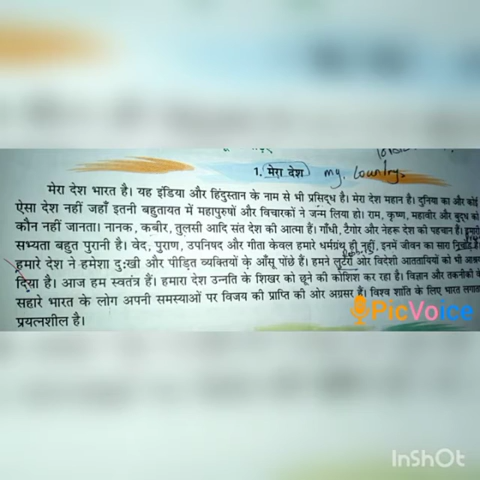 1. मेरा देश my Country
मेरा देश भारत है। यह इंडिया और हिंदुस्तान के नाम से भी प्रसिद्ध है। मेरा देश महान है। दुनिया का और कोई
ऐसा देश नहीं जहाँ इतनी बहुतायत में महापुरुषों और विचारकों ने जन्म लिया हो। राम, कृष्ण, महावीर और बुद्ध को
कौन नहीं जानता। नानक, कबीर, तुलसी आदि संत देश की आत्मा हैं। गाँधी, टैगोर और नेहरू देश की पहचान हैं। हमारी
सभ्यता बहुत पुरानी है। वेद, पुराण, उपनिषद और गीता केवल हमारे धर्मग्रंथ ही नहीं, इनमें जीवन का सारा
हमारे देश ने हमेशा दुःखी और पीड़ित व्यक्तियों के आँसू पोंछे हैं। हमने लुटेरों और विदेशी आततायियों को भी
दिया है। आज हम स्वतंत्र हैं। हमारा देश उन्नति के शिखर को छूने की कोशिश कर रहा है। विज्ञान और तकनीकी के
सहारे भारत के लोग अपनी समस्याओं पर विजय की प्राप्ति की ओर अग्रसर हैं। विश्व शांति के लिए भारत
प्रयत्नशील है।
PicVoice
InShOt